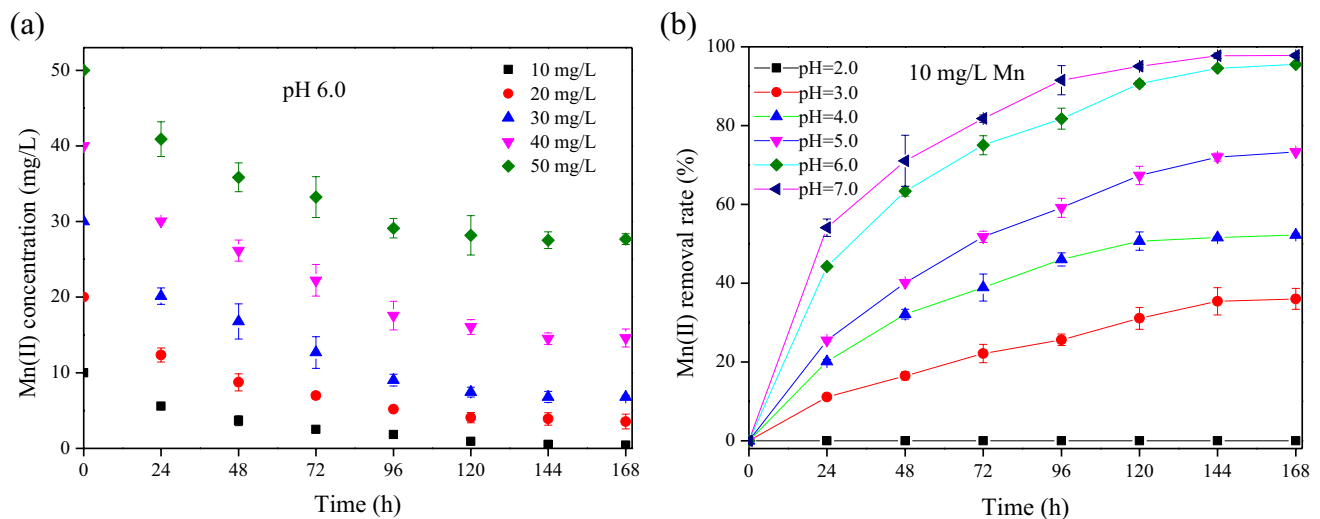 (a)
Mn(II) concentration (mg/L)
50
40
30
20
10
0
pH 6.0
10 mg/L
20 mg/L
30 mg/L
40 mg/L
50 mg/L
0 24 48 72 96 120 144 168
Time (h)
(b)
Mn(II) removal rate (%)
100
80
60
40
20
0
pH=2.0
pH=3.0
pH=4.0
pH=5.0
pH=6.0
pH=7.0
10 mg/L Mn
0 24 48 72 96 120 144 168
Time (h)